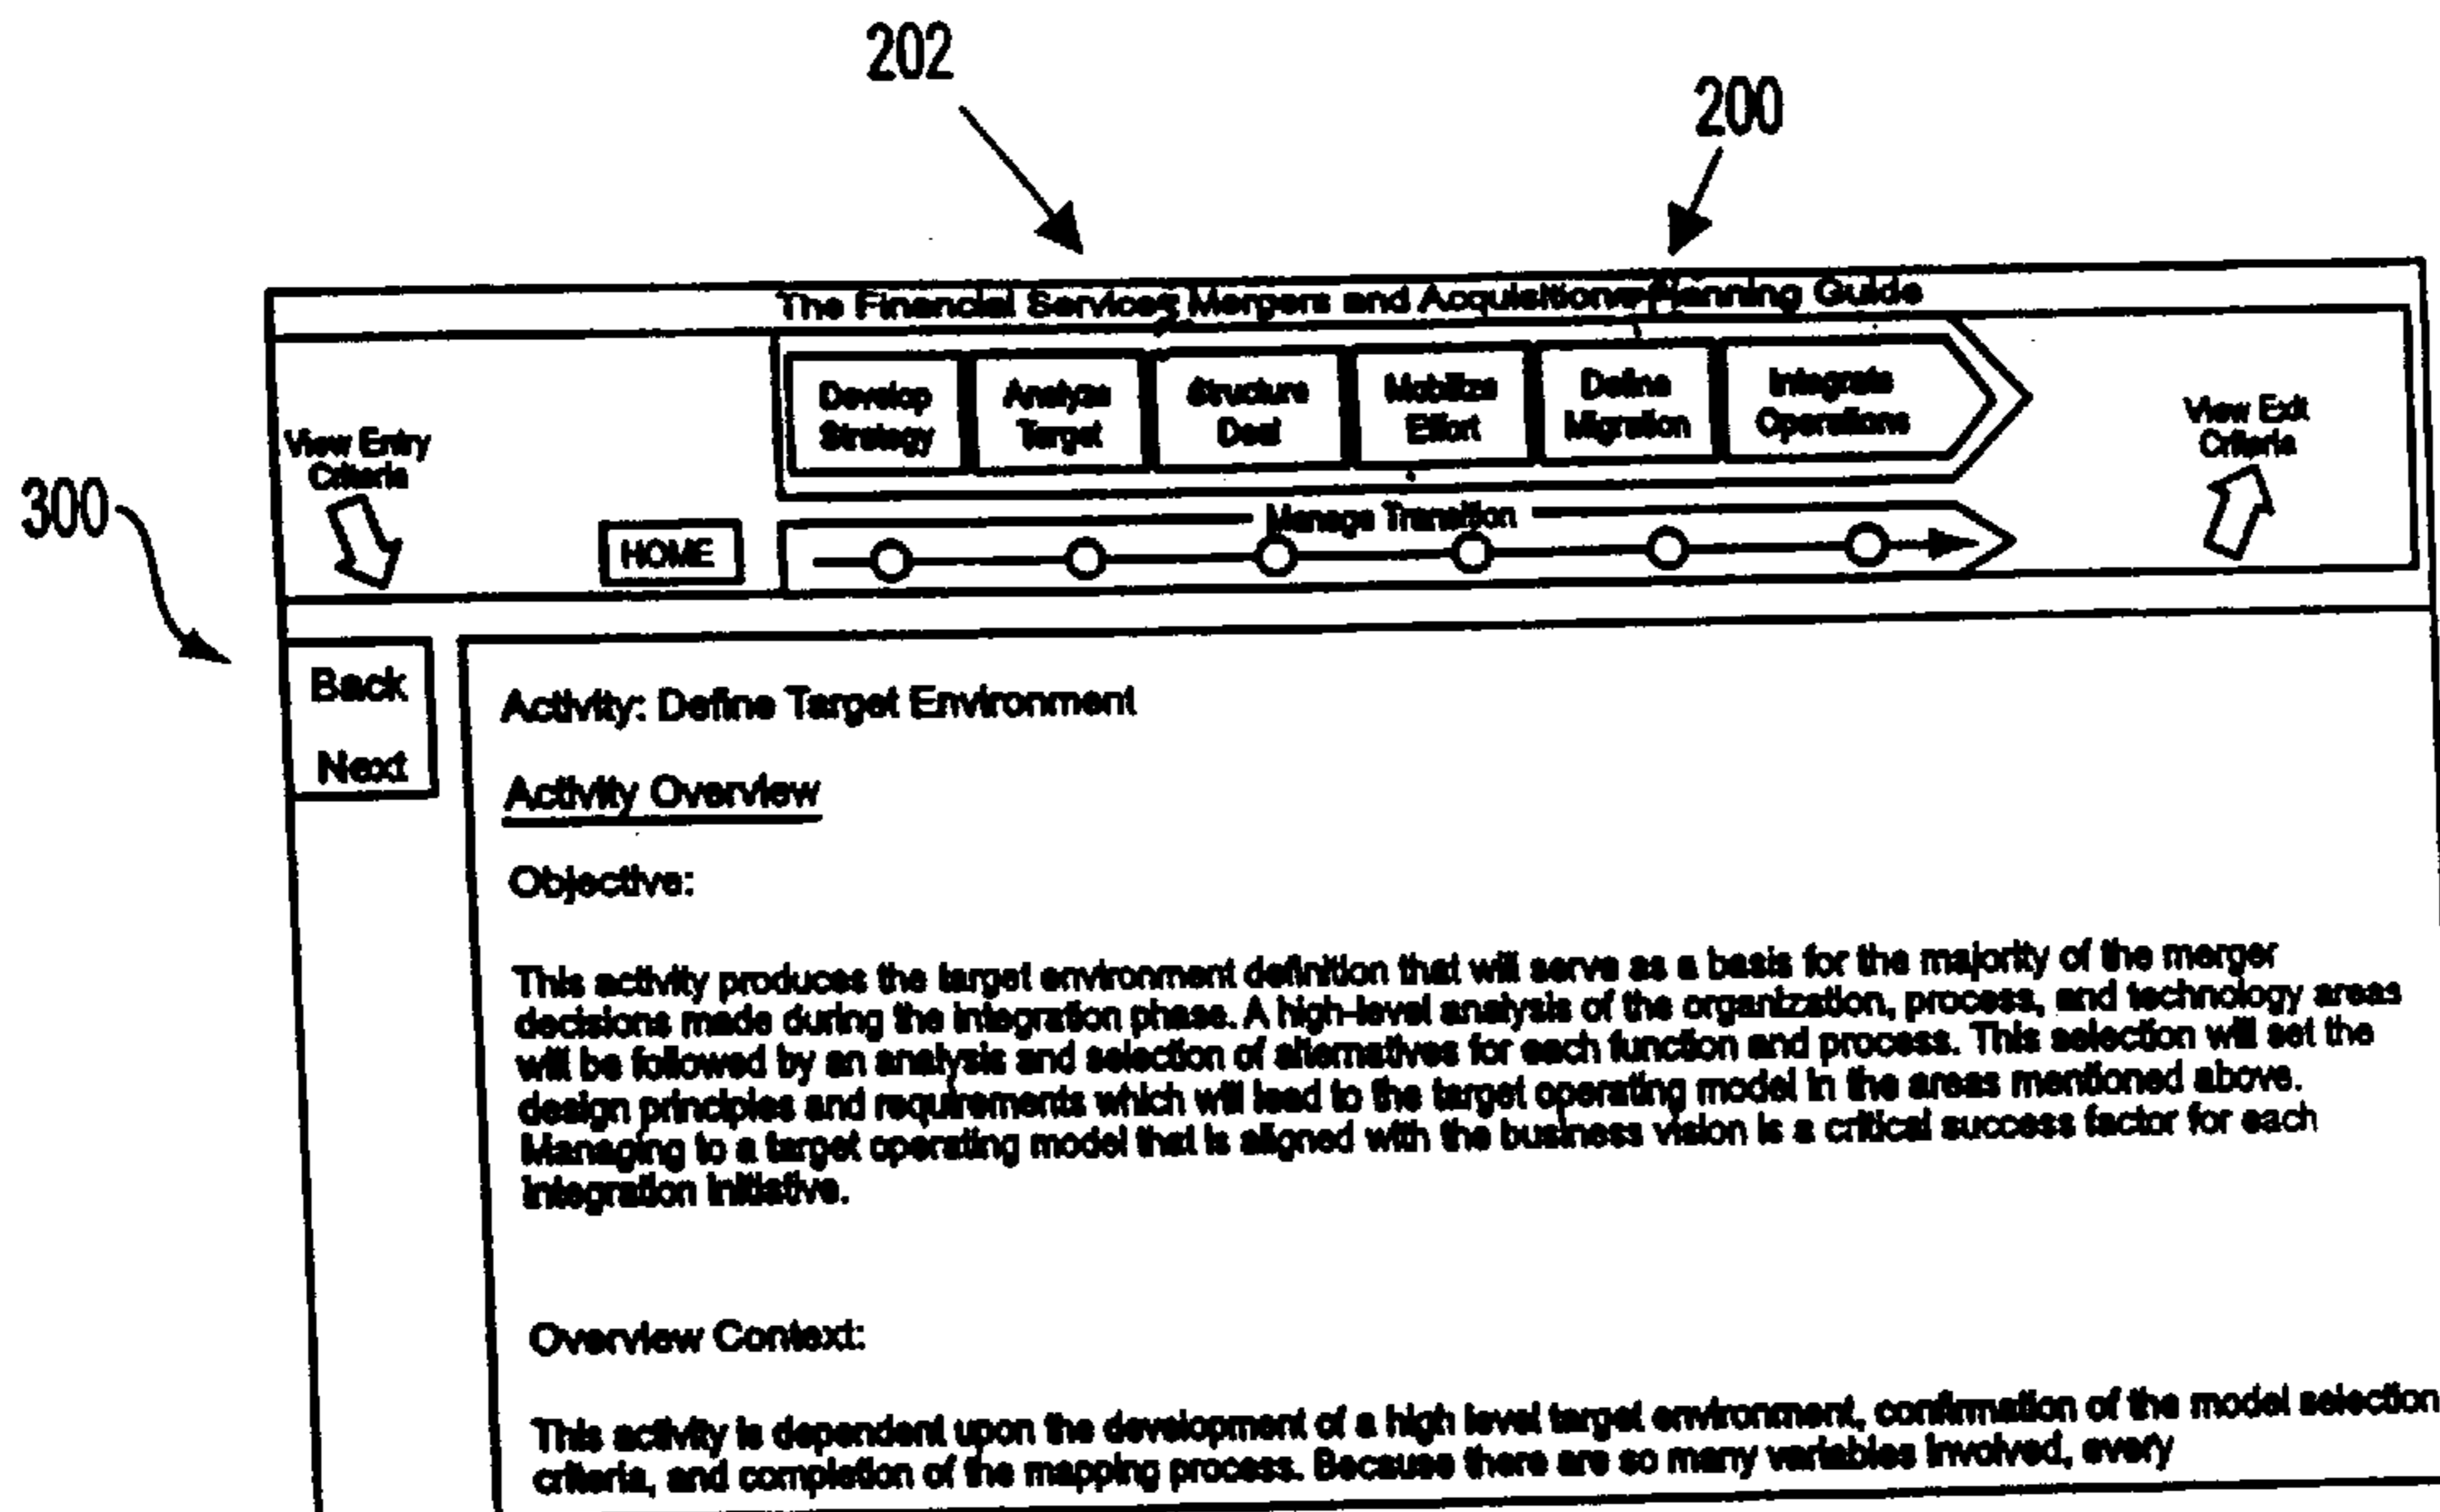 202
200
The Financial Services Mergers and Acquisitions Planning Guide
Develop
Strategy
Analyze
Target
Structure
Deal
Mobilize
Effort
Define
Migration
Integrate
Operations
View Entry
Criteria
View Exit
Criteria
300
HOME
Manage Transition
Back
Next
Activity: Define Target Environment
Activity Overview
Objective:
This activity produces the target environment definition that will serve as a basis for the majority of the merger
decisions made during the integration phase. A high-level analysis of the organization, process, and technology areas
will be followed by an analysis and selection of alternatives for each function and process. This selection will set the
design principles and requirements which will lead to the target operating model in the areas mentioned above.
Managing to a target operating model that is aligned with the business vision is a critical success factor for each
integration initiative.
Overview Context:
This activity is dependent upon the development of a high level target environment, confirmation of the model selection
criteria, and completion of the mapping process. Because there are so many variables involved, every